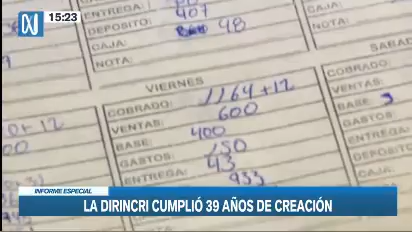 15:23
ENTREGA:
407
DEPOSITO:
48
CAJA:
NOTA:
VIERNES
COBRADO: 1164+12
VENTAS: 600
BASE: 400
GASTOS: 150
ENTREGA: 43
933
SABAD
COBRADO:
VENTAS:
BASE
GASTOS:
ENTREGA:
DEPOSITO
CAJA:
NOTA:
INFORME ESPECIAL
LA DIRINCRI CUMPLIÓ 39 AÑOS DE CREACIÓN